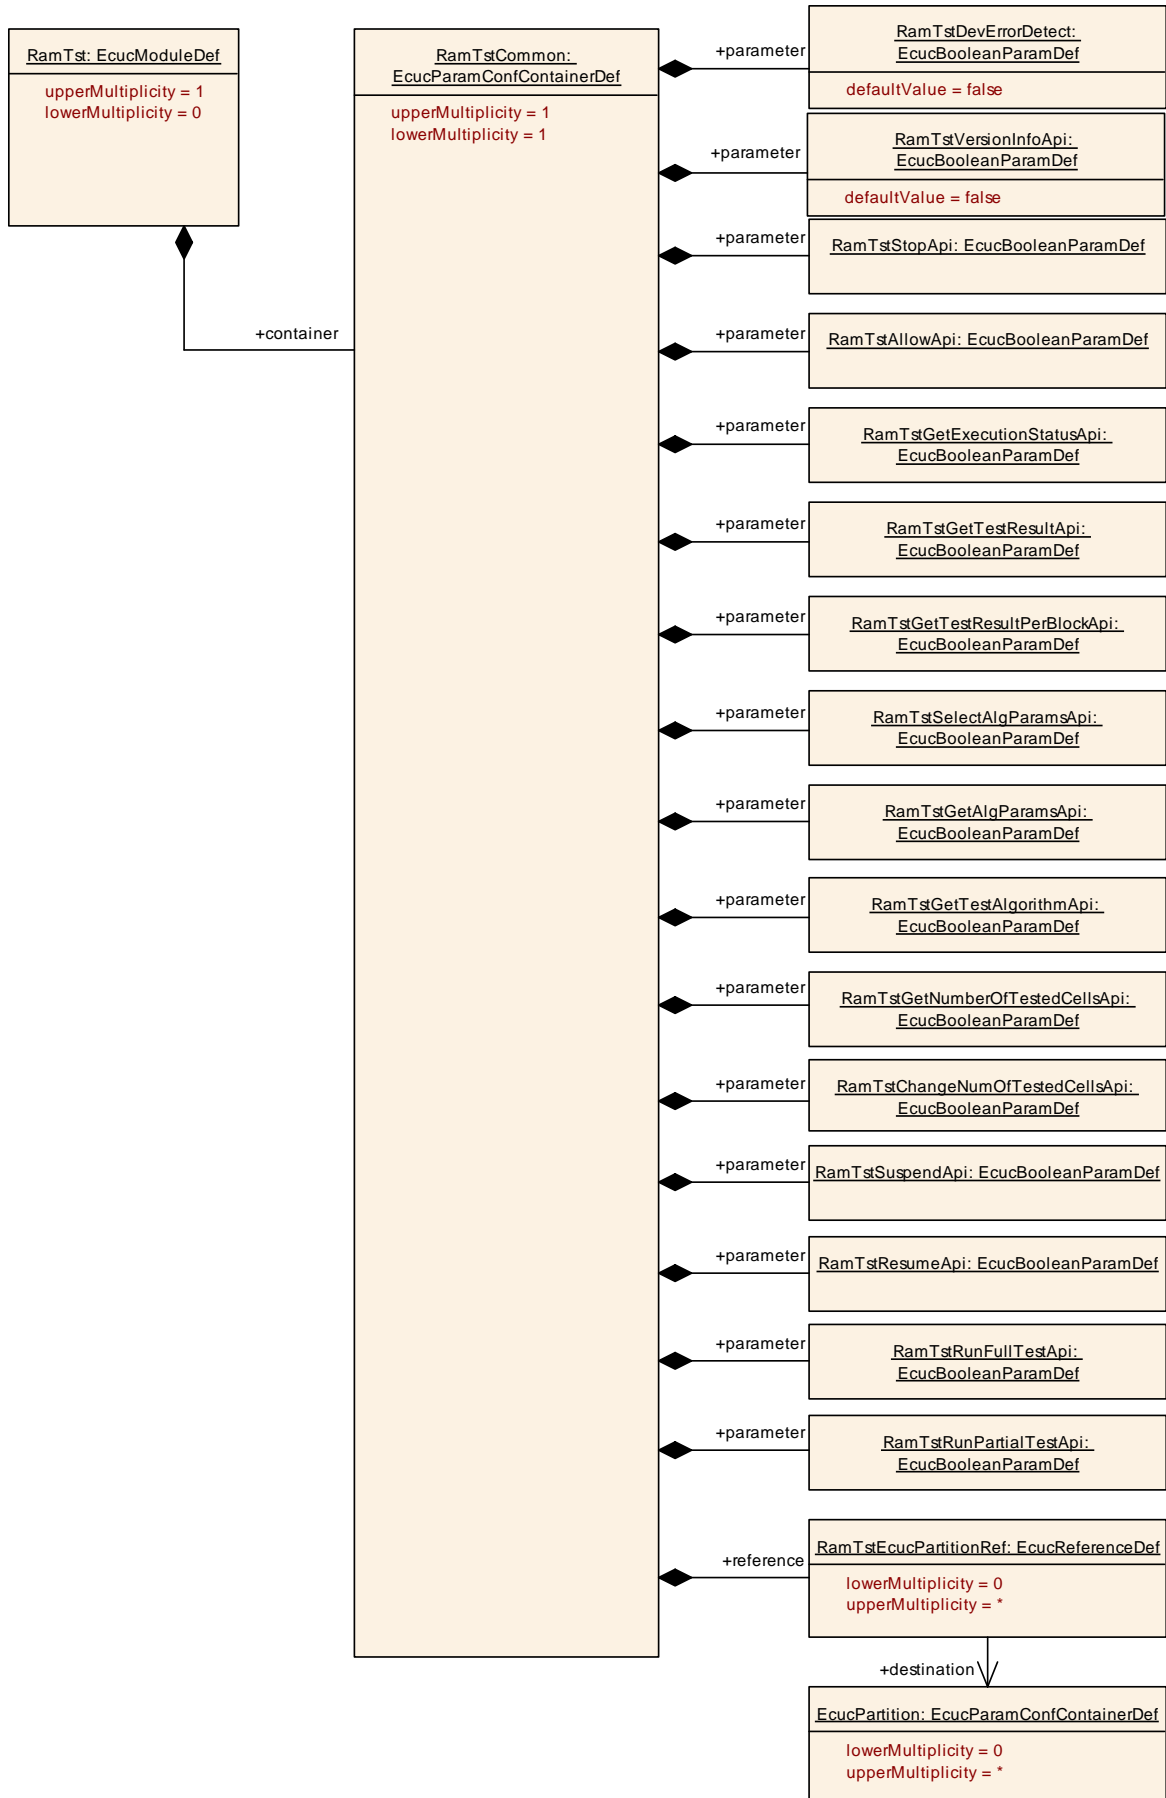 RamTst: EcucModuleDef
upperMultiplicity = 1
lowerMultiplicity = 0
+container
RamTstCommon:
EcucParamConfContainerDef
upperMultiplicity = 1
lowerMultiplicity = 1
+parameter
RamTstDevErrorDetect:
EcucBooleanParamDef
defaultValue = false
+parameter
RamTstVersionInfoApi:
EcucBooleanParamDef
defaultValue = false
+parameter
RamTstStopApi: EcucBooleanParamDef
+parameter
RamTstAllowApi: EcucBooleanParamDef
+parameter
RamTstGetExecutionStatusApi:
EcucBooleanParamDef
+parameter
RamTstGetTestResultApi:
EcucBooleanParamDef
+parameter
RamTstGetTestResultPerBlockApi:
EcucBooleanParamDef
+parameter
RamTstSelectAlgParamsApi:
EcucBooleanParamDef
+parameter
RamTstGetAlgParamsApi:
EcucBooleanParamDef
+parameter
RamTstGetTestAlgorithmApi:
EcucBooleanParamDef
+parameter
RamTstGetNumberOfTestedCellsApi:
EcucBooleanParamDef
+parameter
RamTstChangeNumOfTestedCellsApi:
EcucBooleanParamDef
+parameter
RamTstSuspendApi: EcucBooleanParamDef
+parameter
RamTstResumeApi: EcucBooleanParamDef
+parameter
RamTstRunFullTestApi:
EcucBooleanParamDef
+parameter
RamTstRunPartialTestApi:
EcucBooleanParamDef
+reference
RamTstEcucPartitionRef: EcucReferenceDef
lowerMultiplicity = 0
upperMultiplicity = *
+destination
EcucPartition: EcucParamConfContainerDef
lowerMultiplicity = 0
upperMultiplicity = *